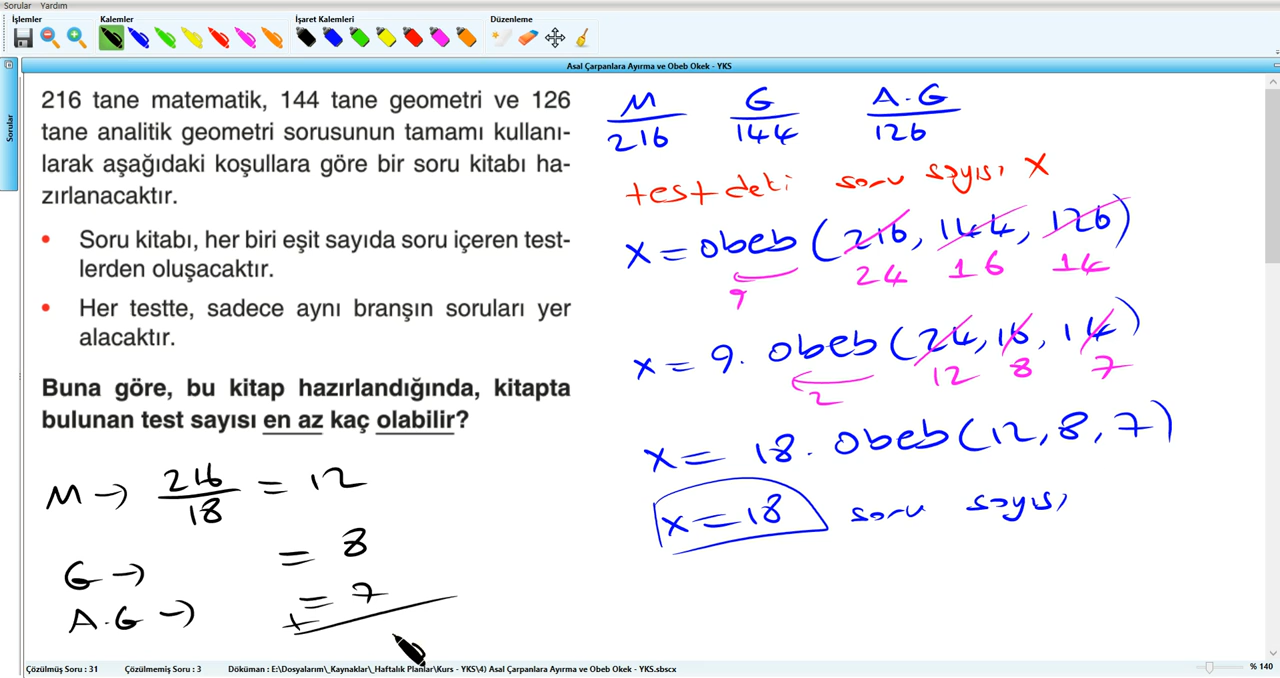 Sorular Yardım
İşlemler Kalemler İşaret Kalemleri Düzenleme
Asal Çarpanlara Ayırma ve Obeb Okek - YKS
Sorular
216 tane matematik, 144 tane geometri ve 126
tane analitik geometri sorusunun tamamı kullanı-
larak aşağıdaki koşullara göre bir soru kitabı ha-
zırlanacaktır.
• Soru kitabı, her biri eşit sayıda soru içeren test-
lerden oluşacaktır.
• Her testte, sadece aynı branşın soruları yer
alacaktır.
Buna göre, bu kitap hazırlandığında, kitapta
bulunan test sayısı en az kaç olabilir?
M → 216/18 = 12
G → = 8
A.G → = 7
+
M G A.G
216 144 126
testdeki soru sayısı x
x = obeb (216, 144, 126)
9 24 16 14
x = 9. obeb (24, 16, 14)
2 12 8 7
x = 18. obeb (12, 8, 7)
x = 18 soru sayısı
Çözülmüş Soru : 31 Çözülmemiş Soru : 3 Döküman : E:\Dosyalarım\_Kaynaklar\_Haftalık Planlar\Kurs - YKS\4) Asal Çarpanlara Ayırma ve Obeb Okek - YKS.sbscx % 140